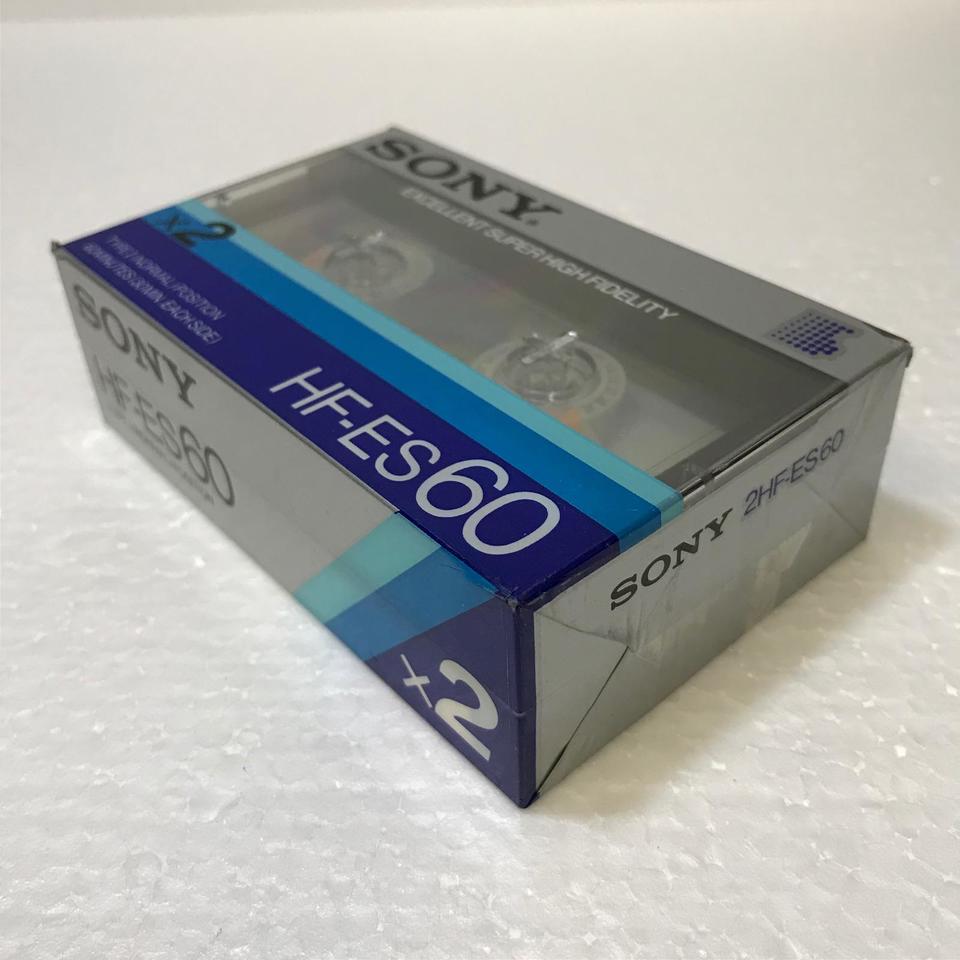 SONY
EXCELLENT SUPER HIGH FIDELITY
x2
TYPE I (NORMAL) POSITION
60 MINUTES (30 MIN. EACH SIDE)
HF-ES60
SONY
HF-ES60
x2
SONY 2HF-ES60